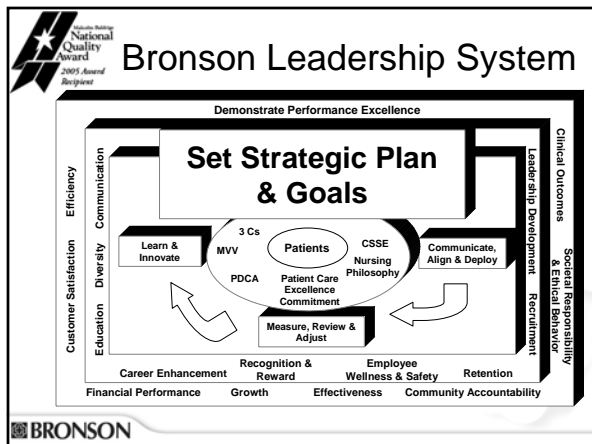 Malcolm Baldrige
National
Quality
Award
2005 Award
Recipient
Bronson Leadership System
Demonstrate Performance Excellence
Set Strategic Plan
& Goals
Efficiency
Customer Satisfaction
Communication
Diversity
Education
Leadership Development
Recruitment
Clinical Outcomes
Societal Responsibility
& Ethical Behavior
Learn &
Innovate
3 Cs
MVV
PDCA
Patients
CSSE
Nursing
Philosophy
Patient Care
Excellence
Commitment
Communicate,
Align & Deploy
Measure, Review &
Adjust
Career Enhancement
Recognition &
Reward
Employee
Wellness & Safety
Retention
Financial Performance
Growth
Effectiveness
Community Accountability
BRONSON